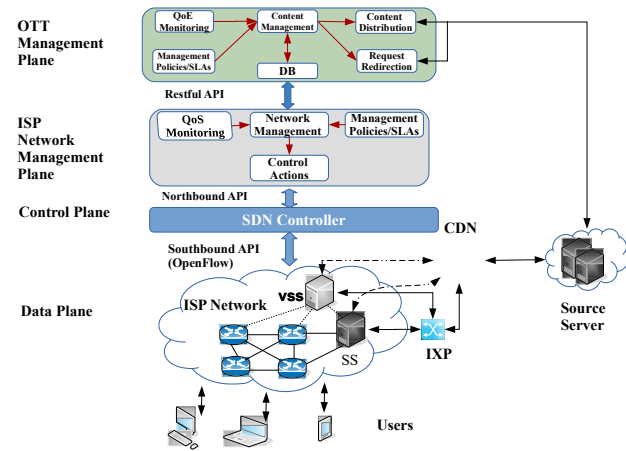 OTT
Management
Plane
QoE
Monitoring
Content
Management
Content
Distribution
Management
Policies/SLAs
Request
Redirection
DB
Restful API
ISP
Network
Management
Plane
QoS
Monitoring
Network
Management
Management
Policies/SLAs
Control
Actions
Northbound API
Control Plane
SDN Controller
CDN
Southbound API
(OpenFlow)
Data Plane
ISP Network
VSS
SS
IXP
Source
Server
Users